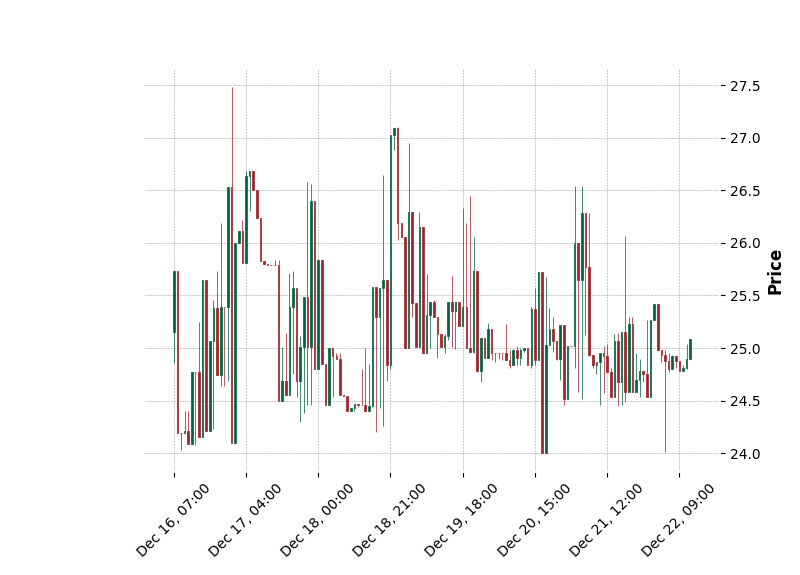 27.5
27.0
26.5
26.0
25.5
25.0
24.5
24.0
Price
Dec 16, 07:00
Dec 17, 04:00
Dec 18, 00:00
Dec 18, 21:00
Dec 19, 18:00
Dec 20, 15:00
Dec 21, 12:00
Dec 22, 09:00